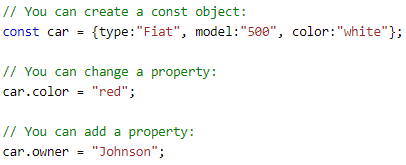 // You can create a const object:
const car = {type:"Fiat", model:"500", color:"white"};
// You can change a property:
car.color = "red";
// You can add a property:
car.owner = "Johnson";